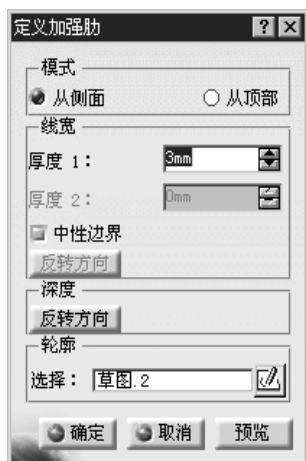 定义加强肋
模式
从侧面 从顶部
线宽
厚度 1： 3mm
厚度 2： 0mm
中性边界
反转方向
深度
反转方向
轮廓
选择： 草图.2
确定 取消 预览